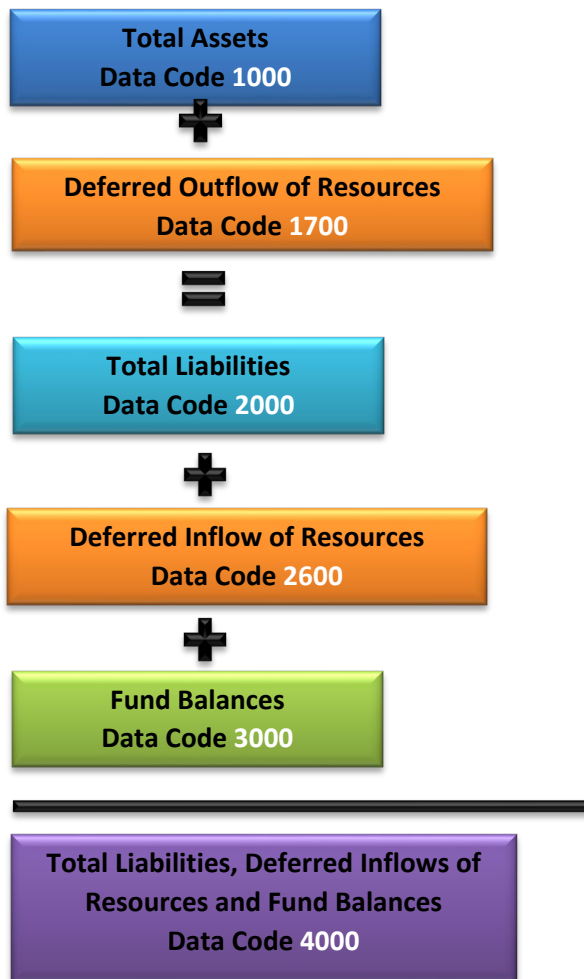 Total Assets
Data Code 1000
+
Deferred Outflow of Resources
Data Code 1700
=
Total Liabilities
Data Code 2000
+
Deferred Inflow of Resources
Data Code 2600
+
Fund Balances
Data Code 3000
Total Liabilities, Deferred Inflows of
Resources and Fund Balances
Data Code 4000